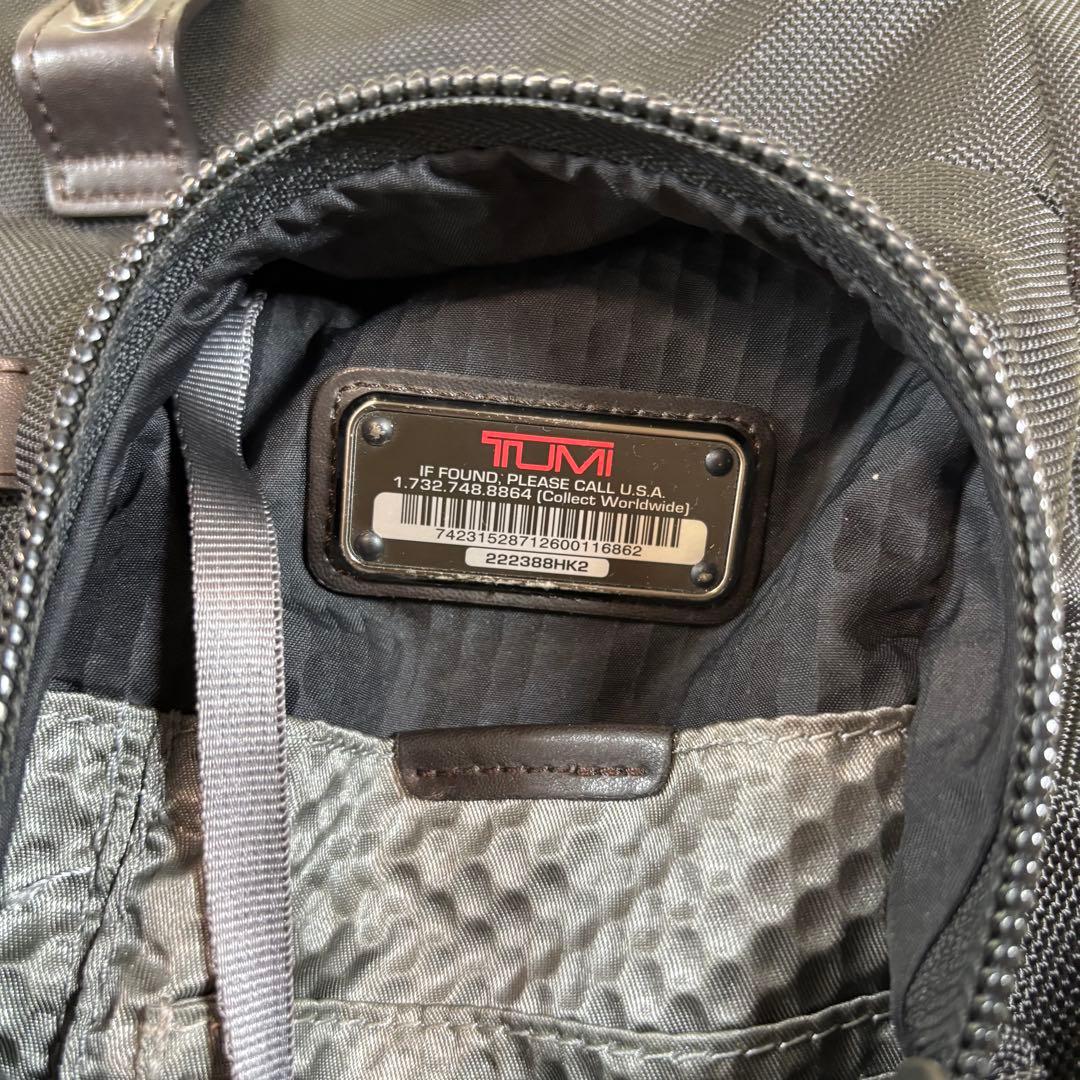 TUMI
IF FOUND, PLEASE CALL U.S.A.
1.732.748.8864 (Collect Worldwide)
74231528712600116862
222388HK2